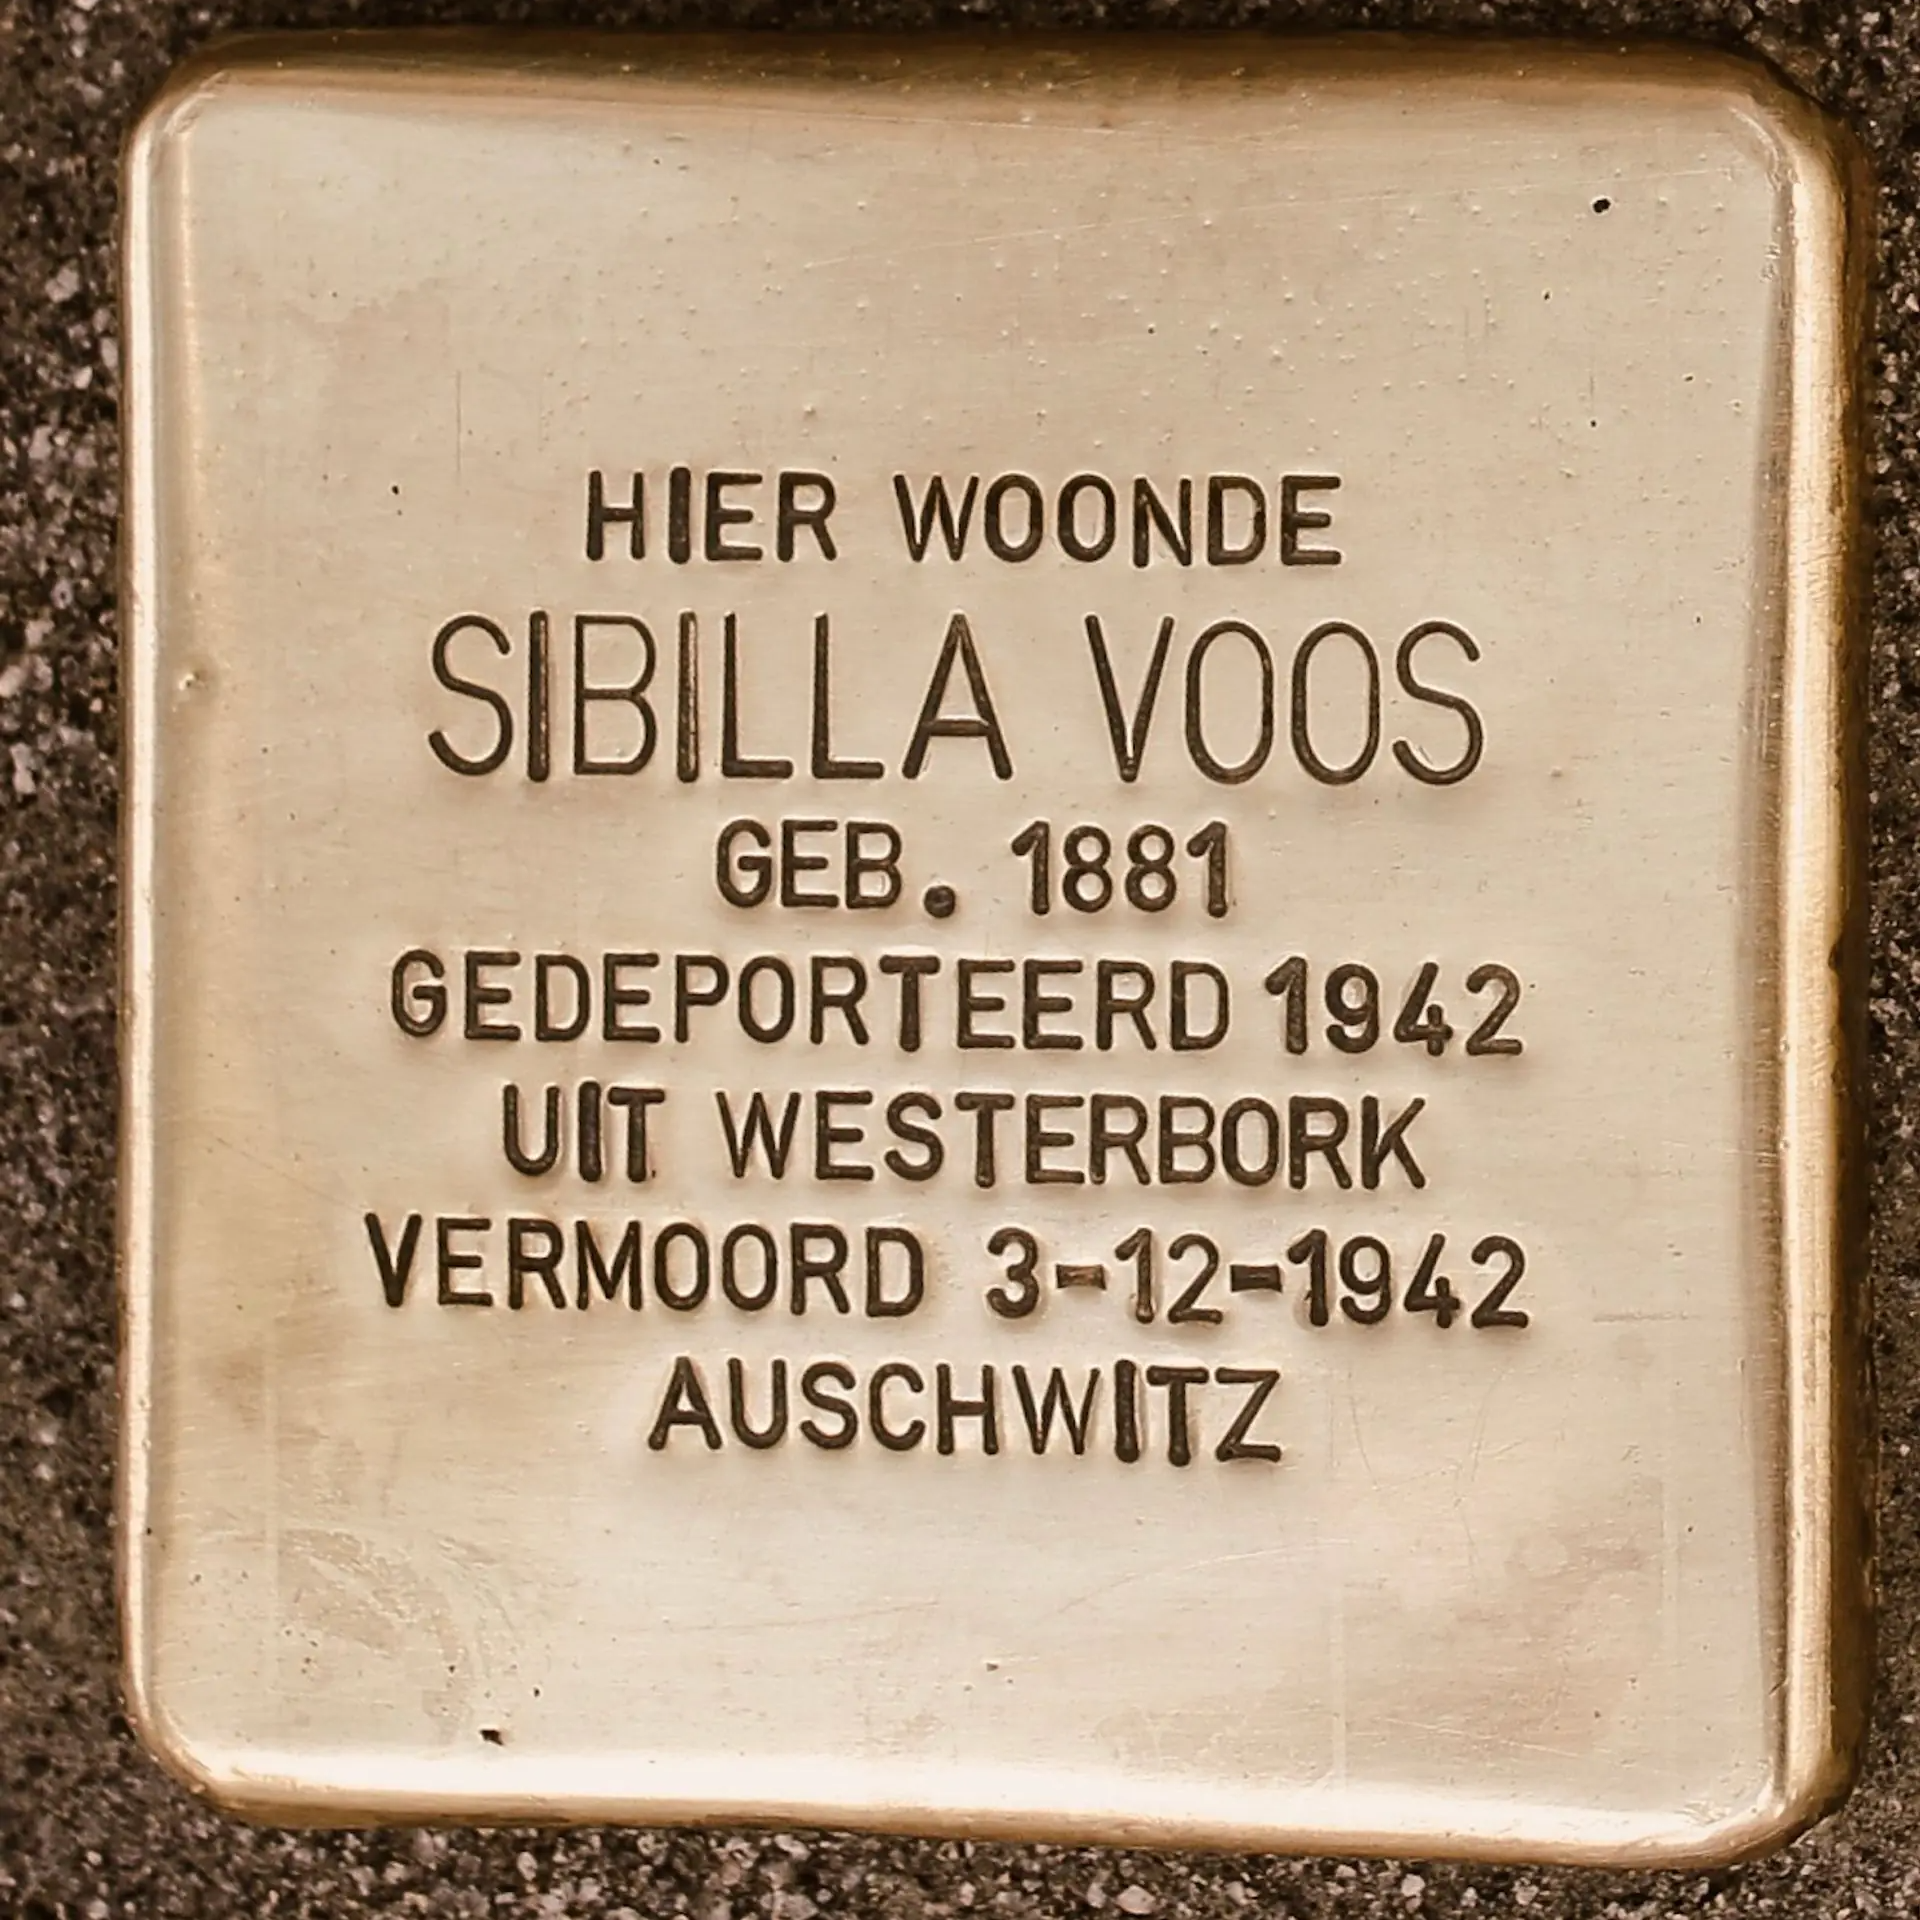 HIER WOONDE
SIBILLA VOOS
GEB. 1881
GEDEPORTEERD 1942
UIT WESTERBORK
VERMOORD 3-12-1942
AUSCHWITZ